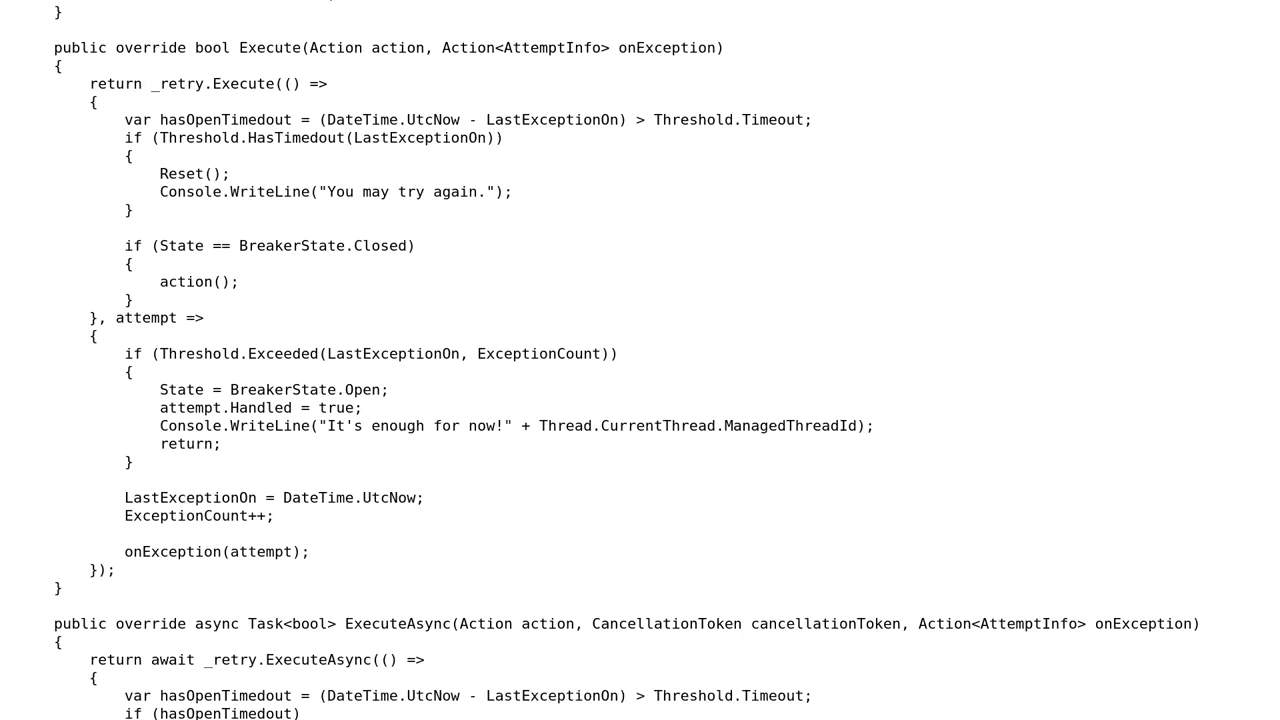 }
public override bool Execute(Action action, Action<AttemptInfo> onException)
{
return _retry.Execute(() =>
{
var hasOpenTimedout = (DateTime.UtcNow - LastExceptionOn) > Threshold.Timeout;
if (Threshold.HasTimedout(LastExceptionOn))
{
Reset();
Console.WriteLine("You may try again.");
}
if (State == BreakerState.Closed)
{
action();
}
}, attempt =>
{
if (Threshold.Exceeded(LastExceptionOn, ExceptionCount))
{
State = BreakerState.Open;
attempt.Handled = true;
Console.WriteLine("It's enough for now!" + Thread.CurrentThread.ManagedThreadId);
return;
}
LastExceptionOn = DateTime.UtcNow;
ExceptionCount++;
onException(attempt);
});
}
public override async Task<bool> ExecuteAsync(Action action, CancellationToken cancellationToken, Action<AttemptInfo> onException)
{
return await _retry.ExecuteAsync(() =>
{
var hasOpenTimedout = (DateTime.UtcNow - LastExceptionOn) > Threshold.Timeout;
if (hasOpenTimedout)